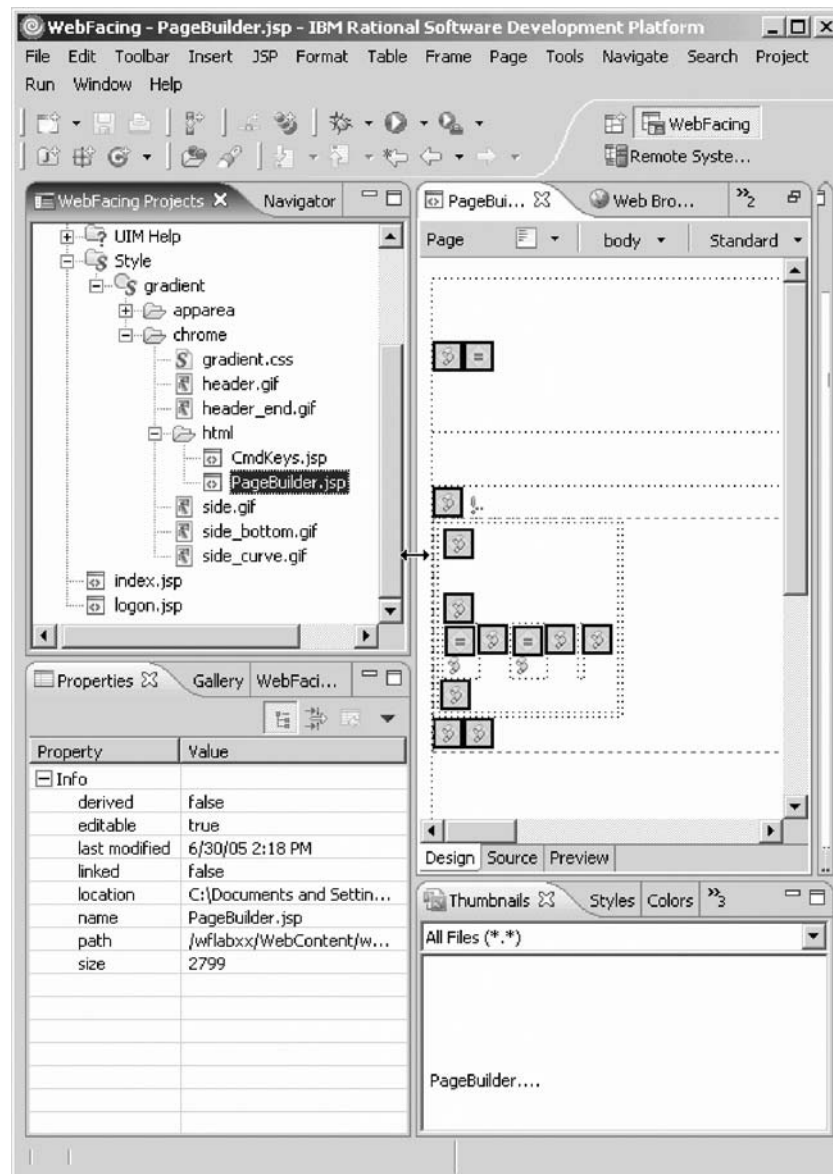 WebFacing - PageBuilder.jsp - IBM Rational Software Development Platform
File Edit Toolbar Insert JSP Format Table Frame Page Tools Navigate Search Project
Run Window Help
WebFacing
Remote Syste...
WebFacing Projects Navigator
UIM Help
Style
gradient
apparea
chrome
gradient.css
header.gif
header_end.gif
html
CmdKeys.jsp
PageBuilder.jsp
side.gif
side_bottom.gif
side_curve.gif
index.jsp
logon.jsp
PageBui... Web Bro... »2
Page body Standard
Design Source Preview
Properties Gallery WebFaci...
Property Value
Info
derived false
editable true
last modified 6/30/05 2:18 PM
linked false
location C:\Documents and Settin...
name PageBuilder.jsp
path /wflabxx/WebContent/w...
size 2799
Thumbnails Styles Colors »3
All Files (*.*)
PageBuilder....